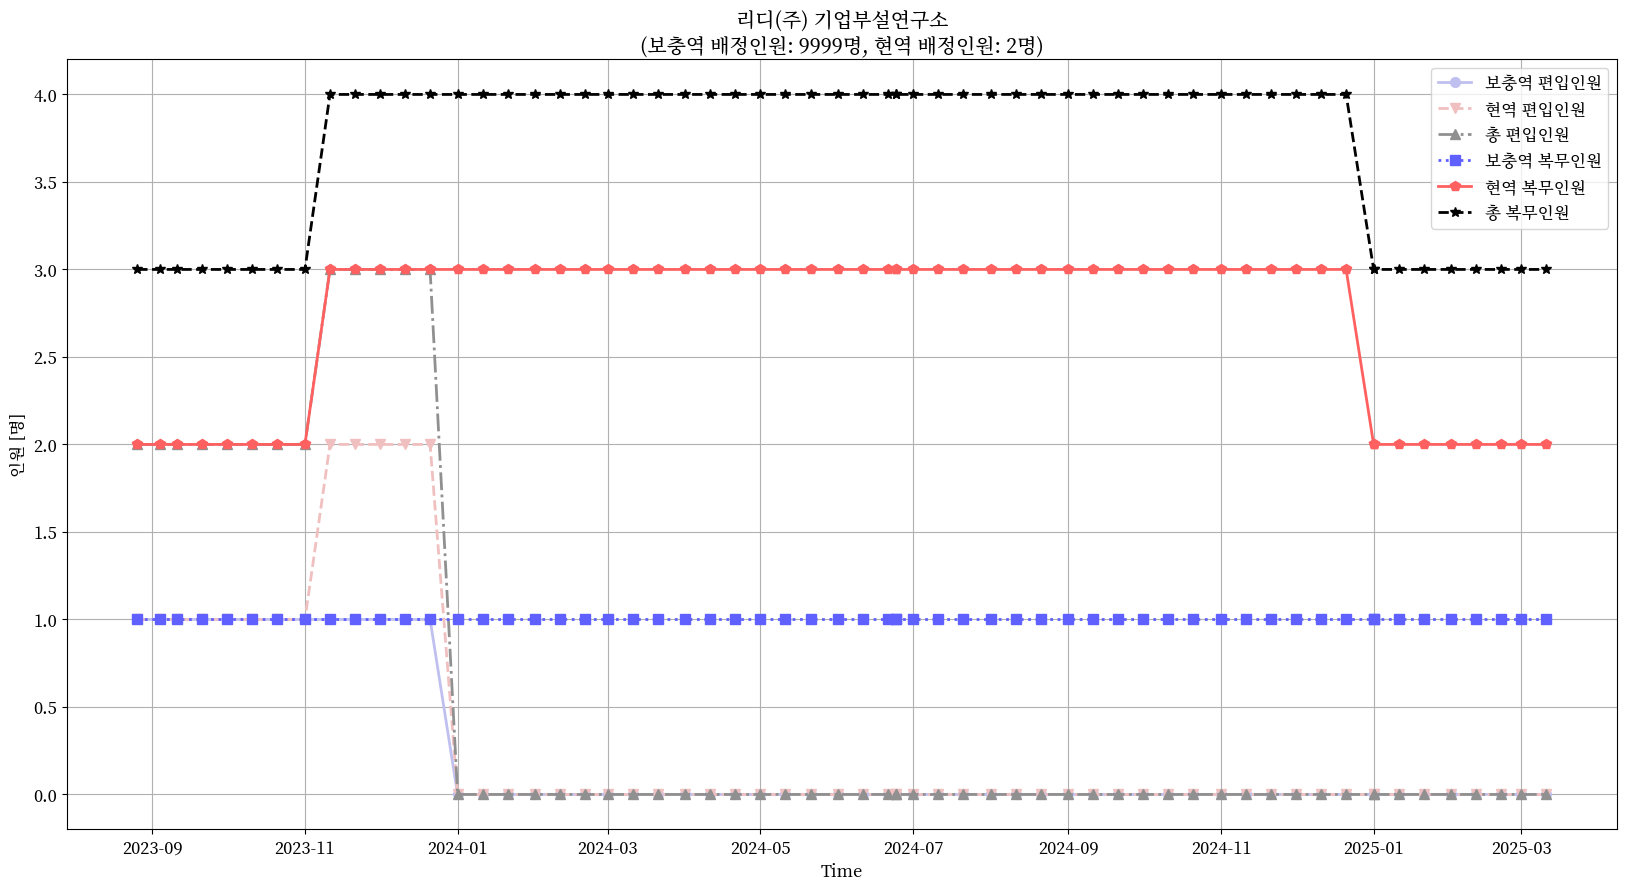 리디(주) 기업부설연구소
(보충역 배정인원: 9999명, 현역 배정인원: 2명)
보충역 편입인원
현역 편입인원
총 편입인원
보충역 복무인원
현역 복무인원
총 복무인원
인원 [명]
4.0
3.5
3.0
2.5
2.0
1.5
1.0
0.5
0.0
2023-09
2023-11
2024-01
2024-03
2024-05
2024-07
2024-09
2024-11
2025-01
2025-03
Time